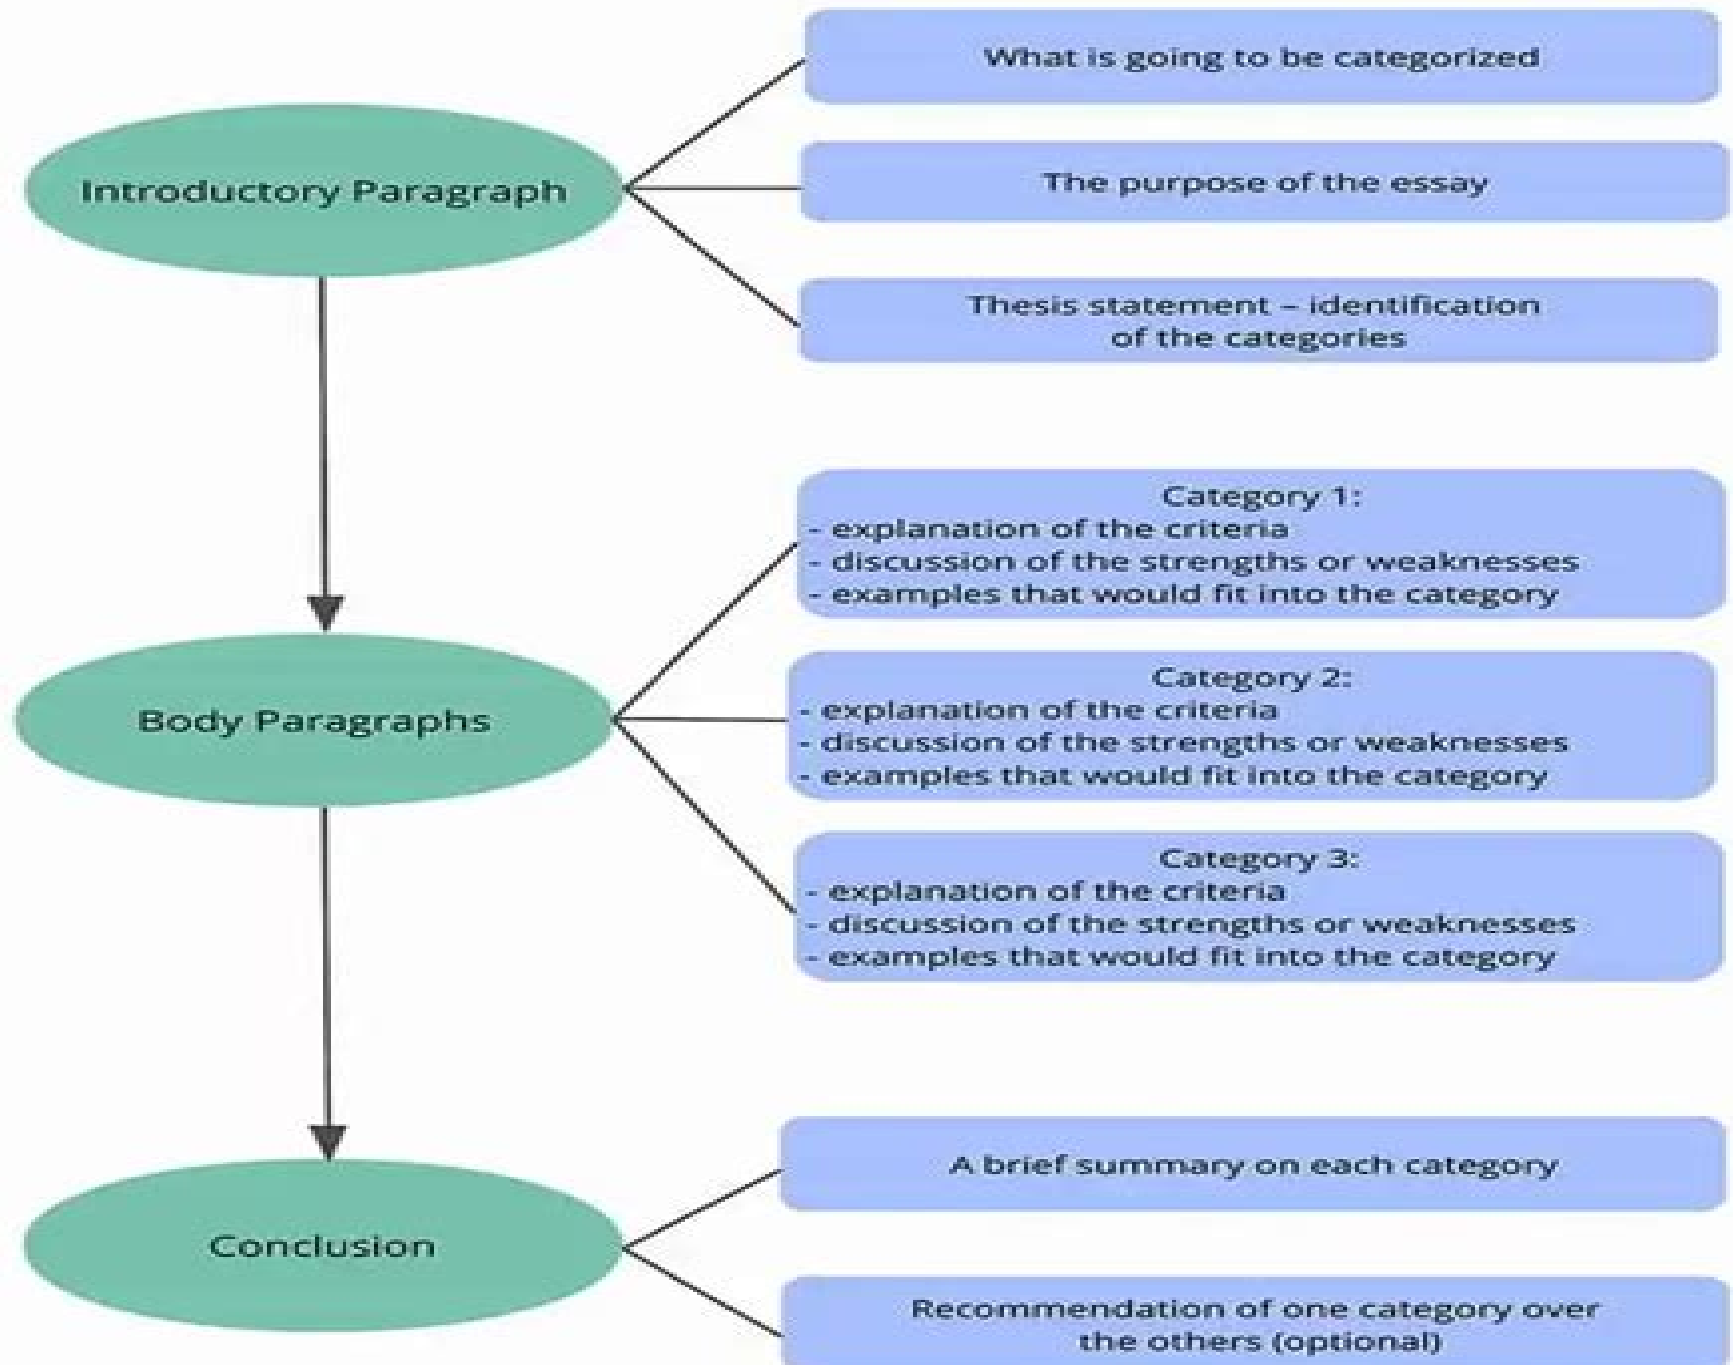 Introductory Paragraph
What is going to be categorized
The purpose of the essay
Thesis statement – identification
of the categories
Body Paragraphs
Category 1:
- explanation of the criteria
- discussion of the strengths or weaknesses
- examples that would fit into the category
Category 2:
- explanation of the criteria
- discussion of the strengths or weaknesses
- examples that would fit into the category
Category 3:
- explanation of the criteria
- discussion of the strengths or weaknesses
- examples that would fit into the category
Conclusion
A brief summary on each category
Recommendation of one category over
the others (optional)